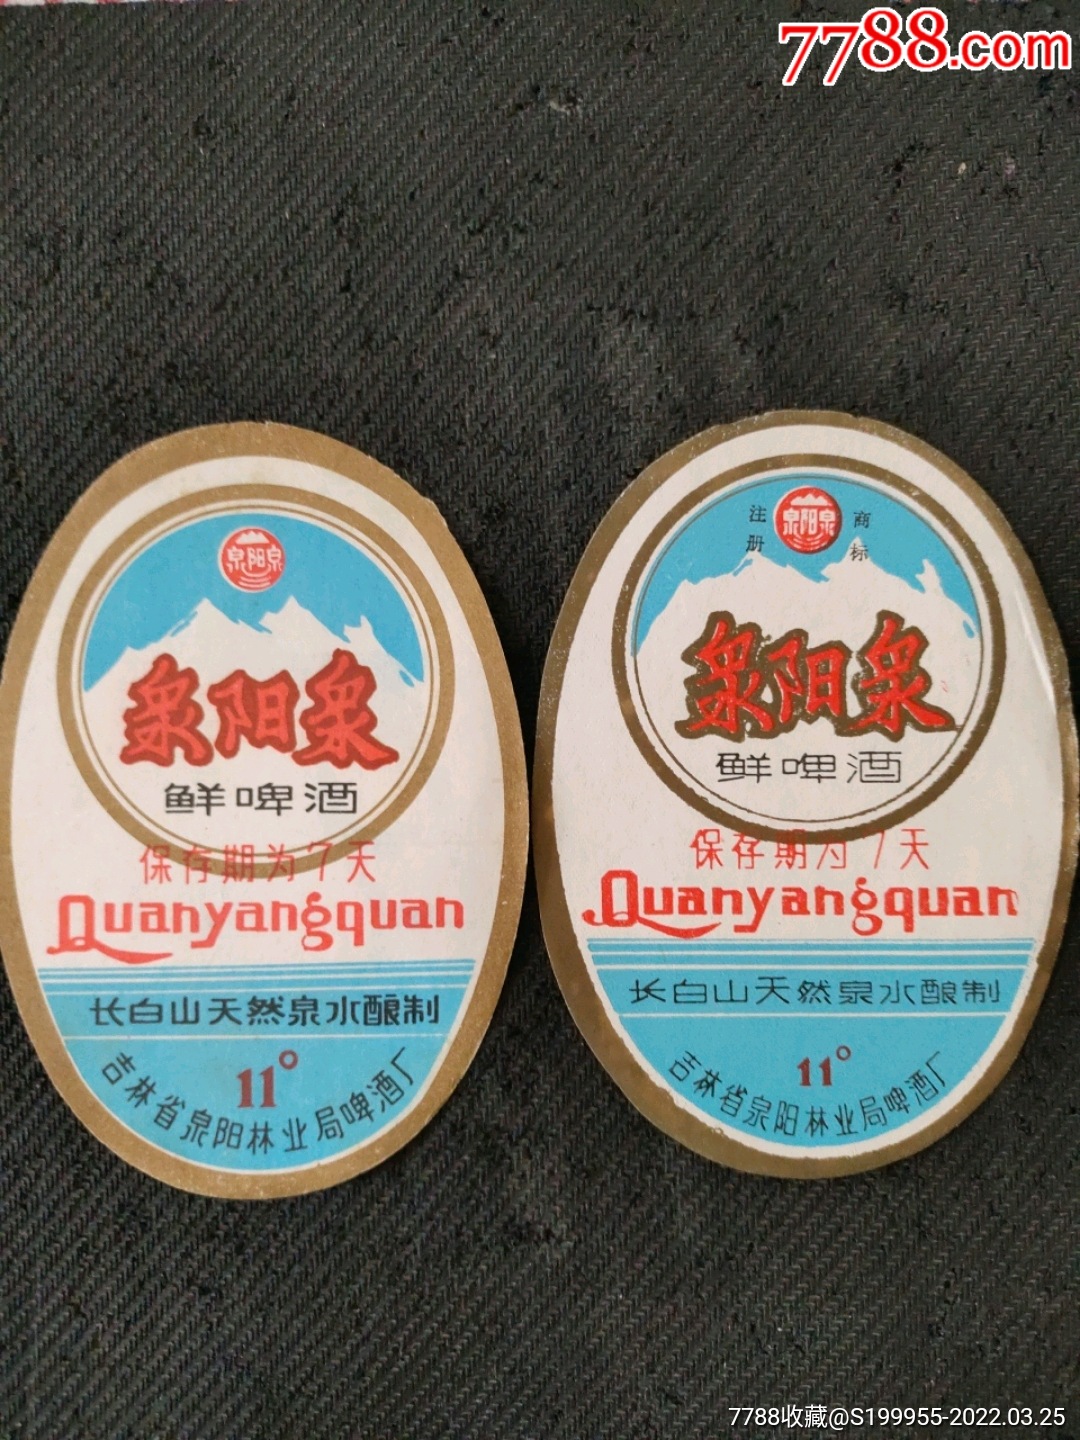 7788.com
泉阳泉
泉阳泉
鲜啤酒
保存期为7天
Quanyangquan
长白山天然泉水酿制
11°
吉林省泉阳林业局啤酒厂
注册 商标
泉阳泉
泉阳泉
鲜啤酒
保存期为7天
Quanyangquan
长白山天然泉水酿制
11°
吉林省泉阳林业局啤酒厂
7788收藏@S199955-2022.03.25